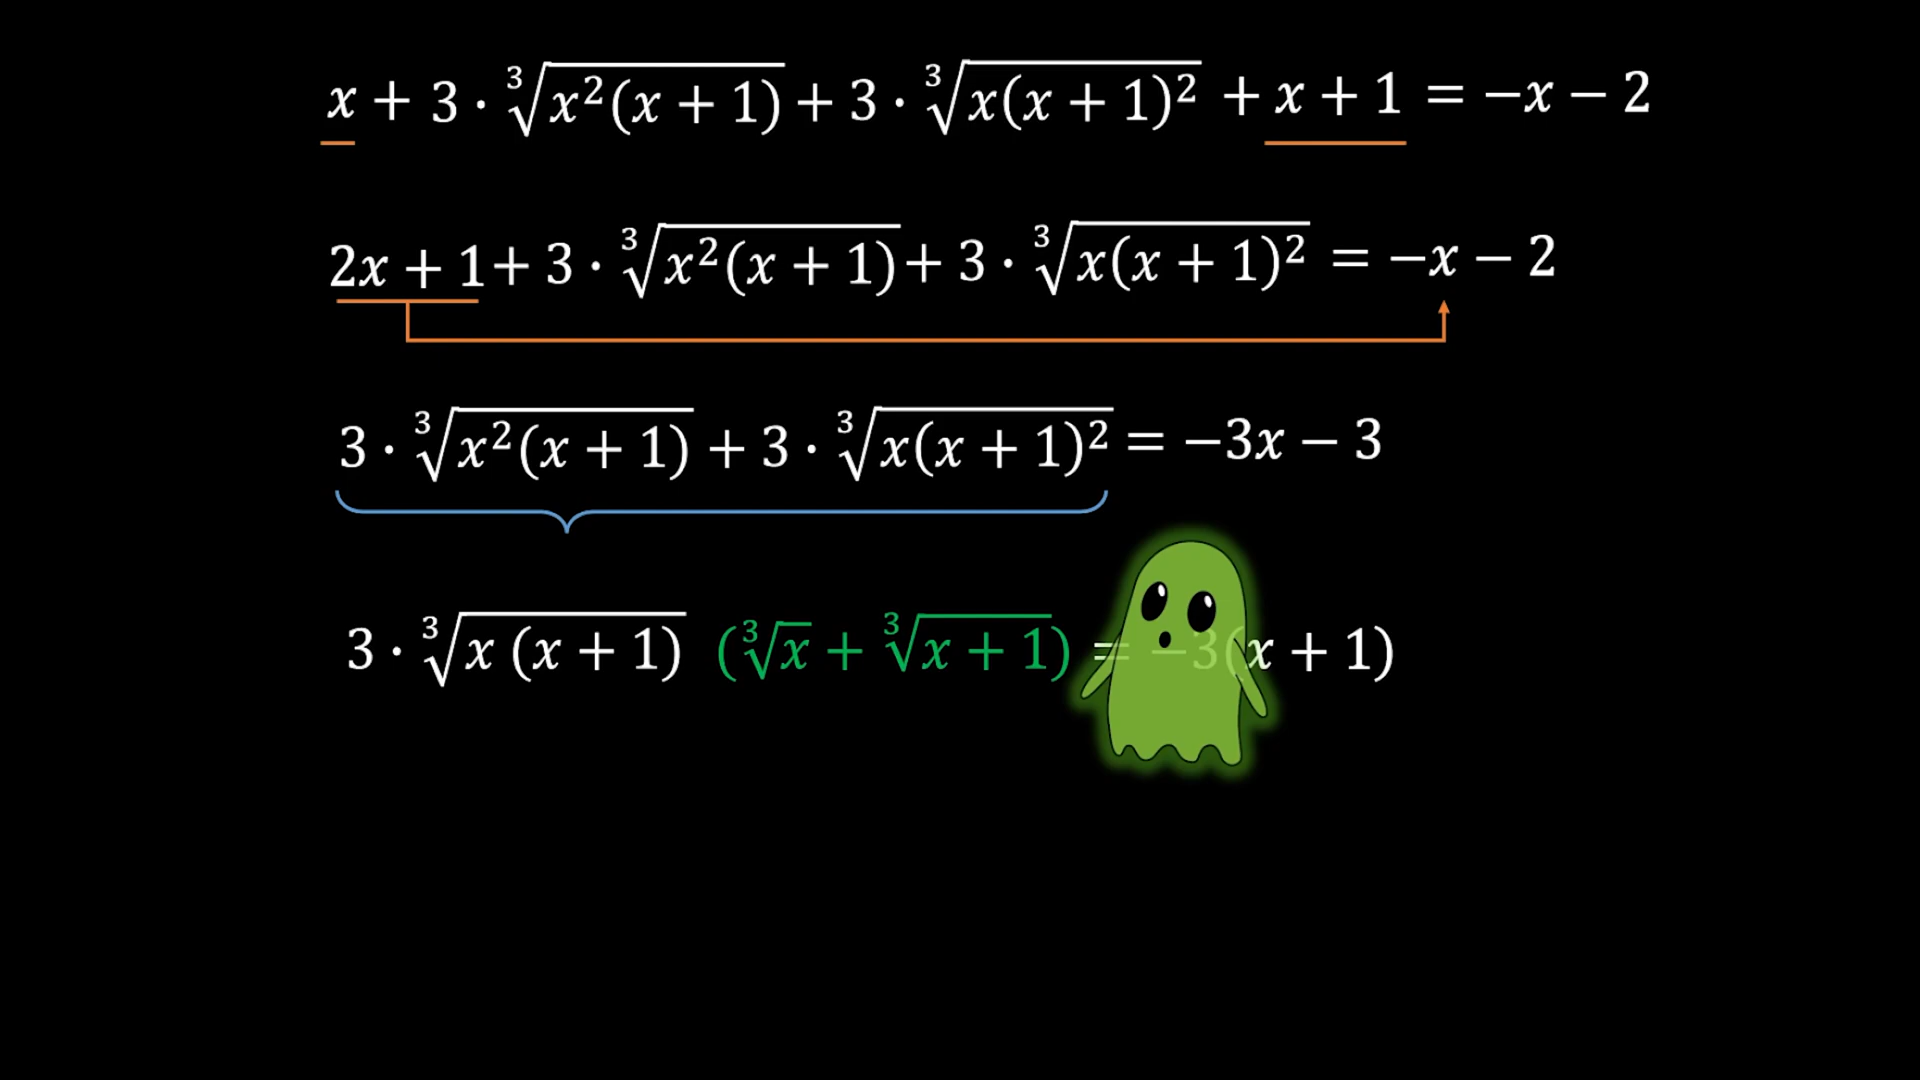 x + 3 · ∛(x²(x + 1)) + 3 · ∛(x(x + 1)²) + x + 1 = −x − 2
2x + 1 + 3 · ∛(x²(x + 1)) + 3 · ∛(x(x + 1)²) = −x − 2
3 · ∛(x²(x + 1)) + 3 · ∛(x(x + 1)²) = −3x − 3
3 · ∛(x (x + 1)) (∛x + ∛(x + 1)) = −3(x + 1)